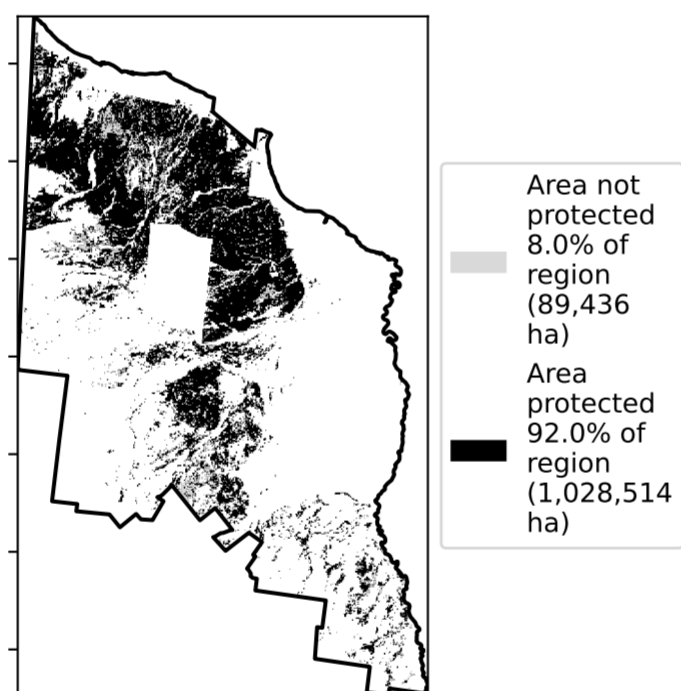 Area not
protected
8.0% of
region
(89,436
ha)
Area
protected
92.0% of
region
(1,028,514
ha)